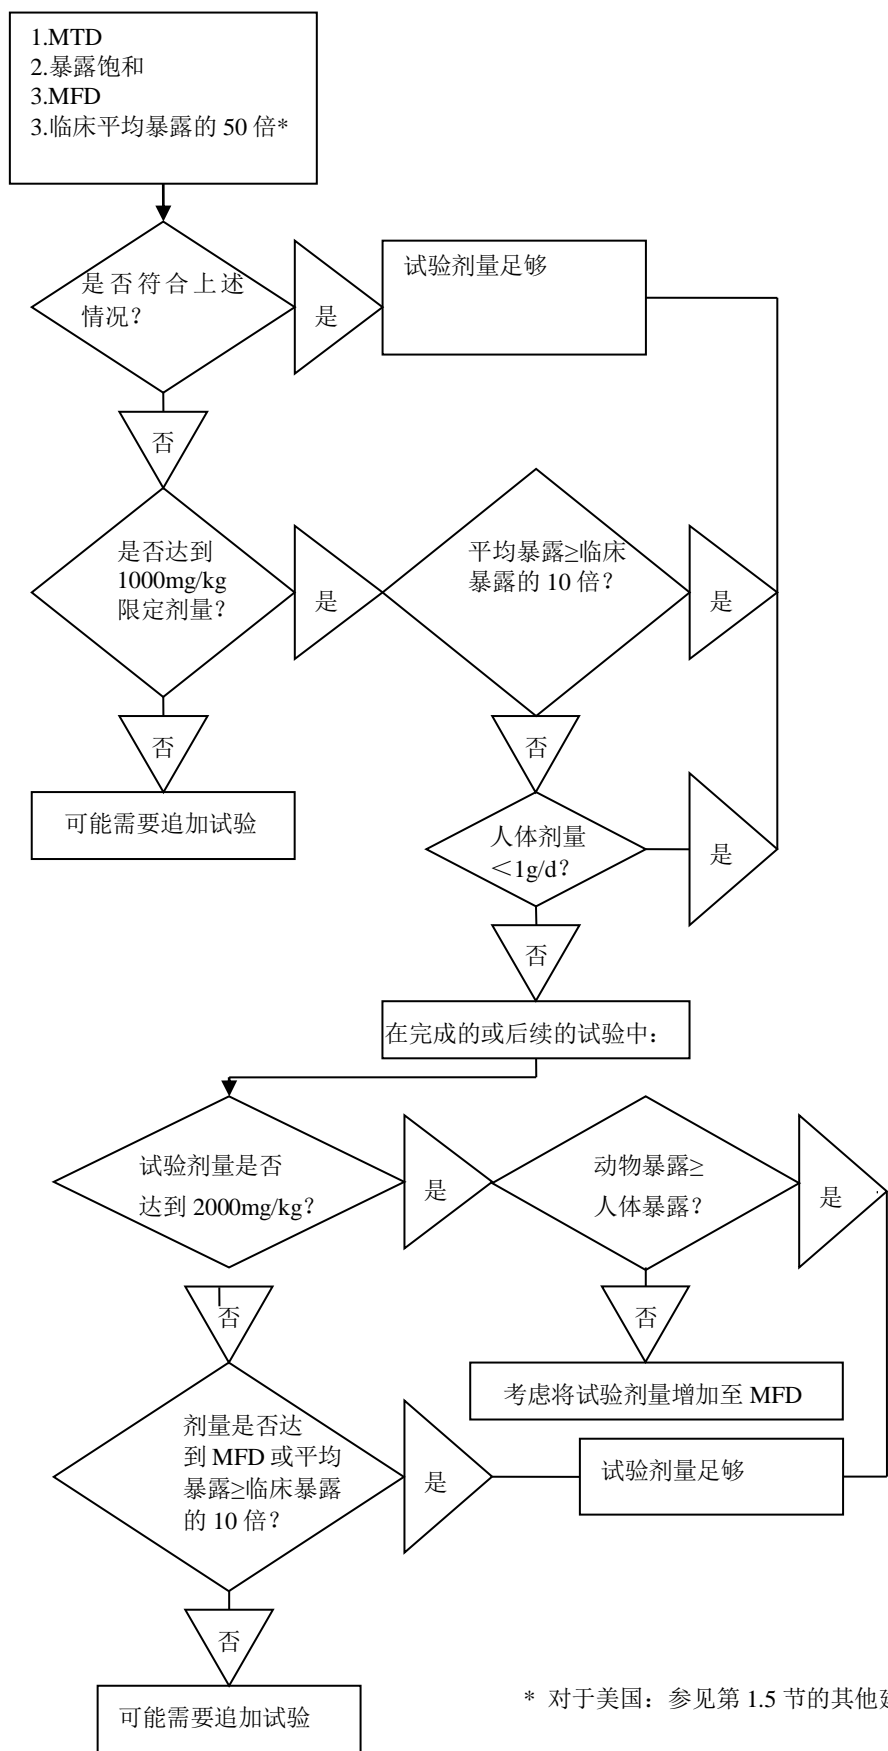 1.MTD
2.暴露饱和
3.MFD
3.临床平均暴露的 50 倍*
是否符合上述
情况？
是
试验剂量足够
否
是否达到
1000mg/kg
限定剂量？
是
平均暴露≥临床
暴露的 10 倍？
是
否
可能需要追加试验
否
人体剂量
＜1g/d？
是
否
在完成的或后续的试验中：
试验剂量是否
达到 2000mg/kg？
是
动物暴露≥
人体暴露？
是
否
否
考虑将试验剂量增加至 MFD
剂量是否达
到 MFD 或平均
暴露≥临床暴露
的 10 倍？
是
试验剂量足够
否
可能需要追加试验
* 对于美国：参见第 1.5 节的其他